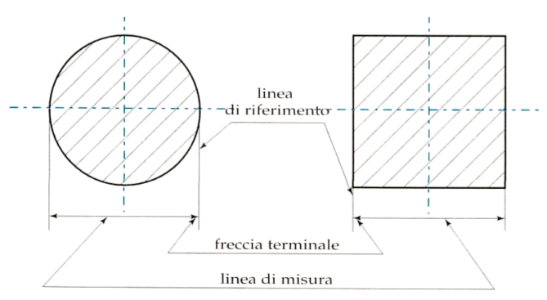 linea
di riferimento
freccia terminale
linea di misura